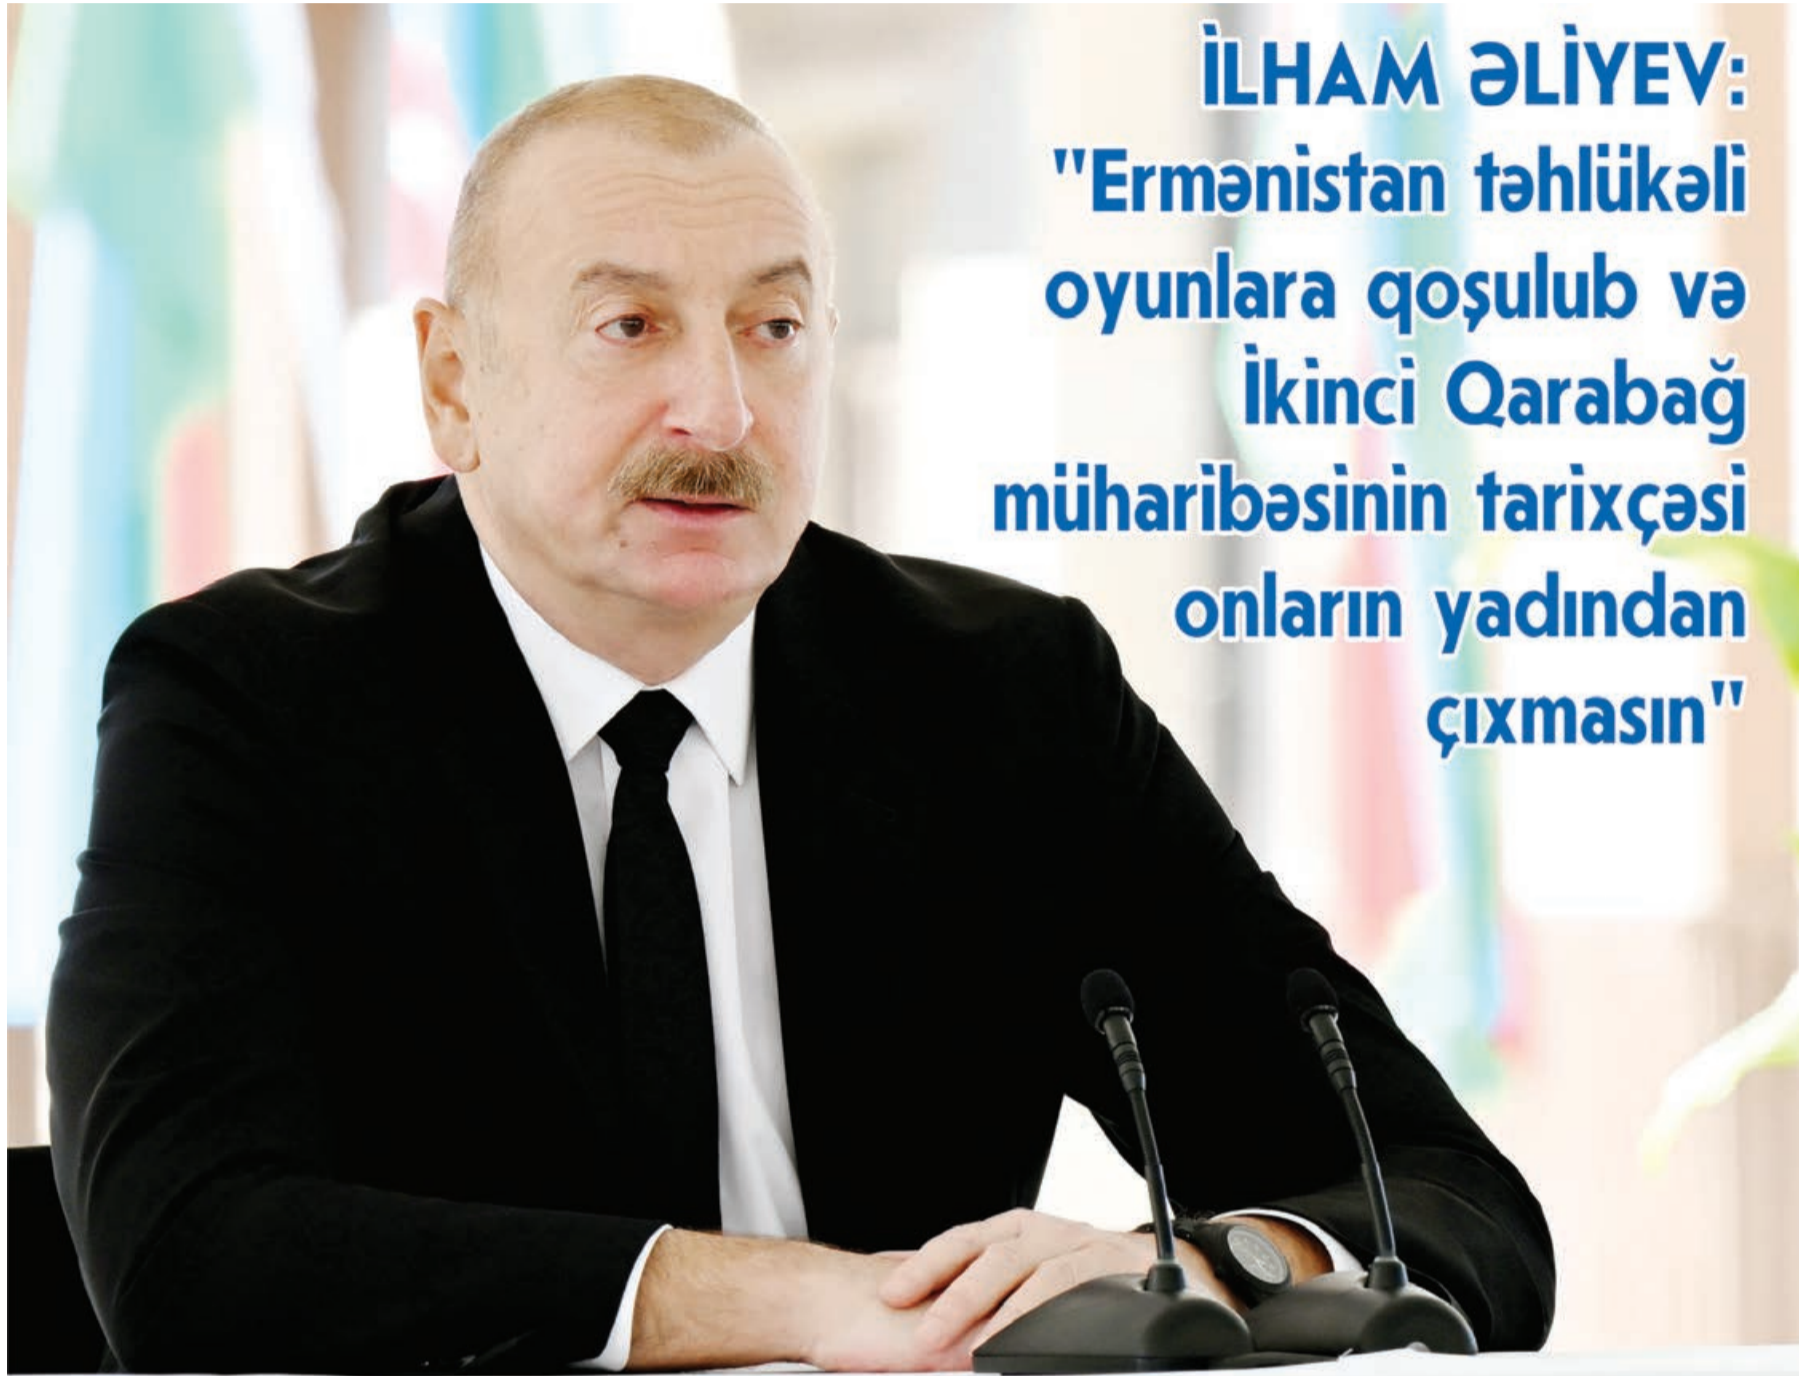 İLHAM ƏLİYEV:
"Ermənistan təhlükəli
oyunlara qoşulub və
İkinci Qarabağ
müharibəsinin tarixçəsi
onların yadından
çıxmasın"